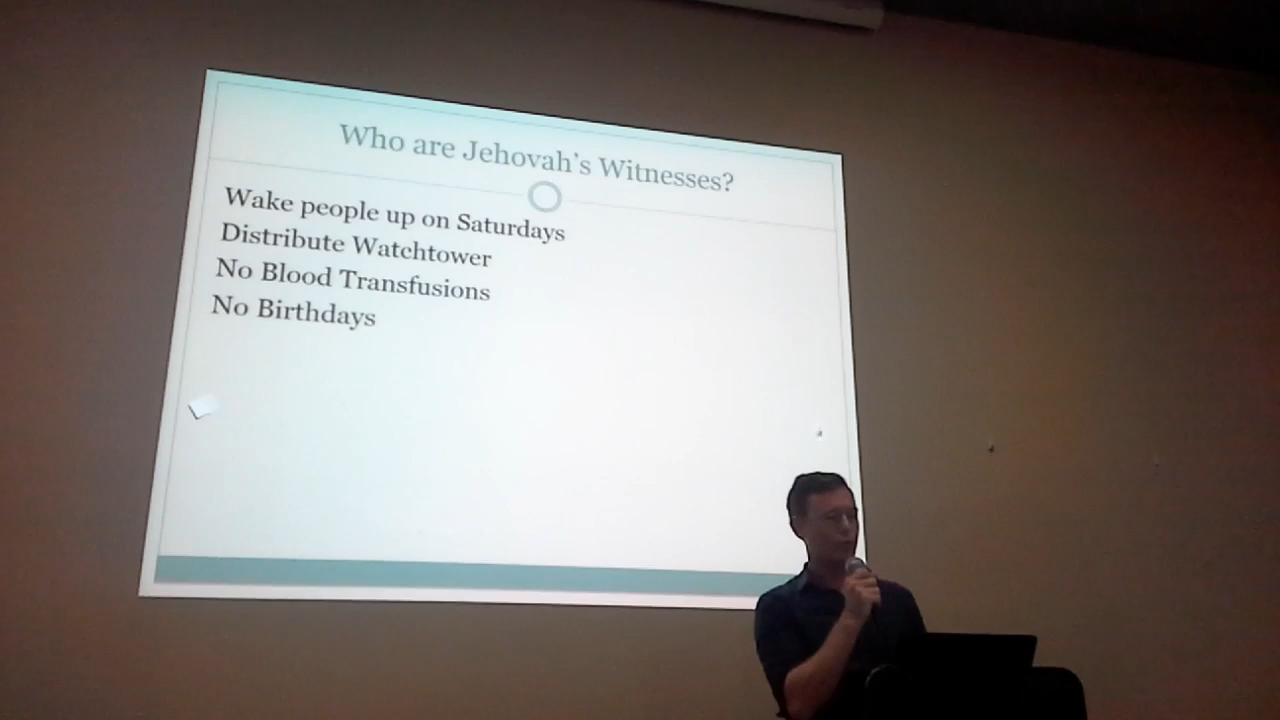 Who are Jehovah's Witnesses?
Wake people up on Saturdays
Distribute Watchtower
No Blood Transfusions
No Birthdays